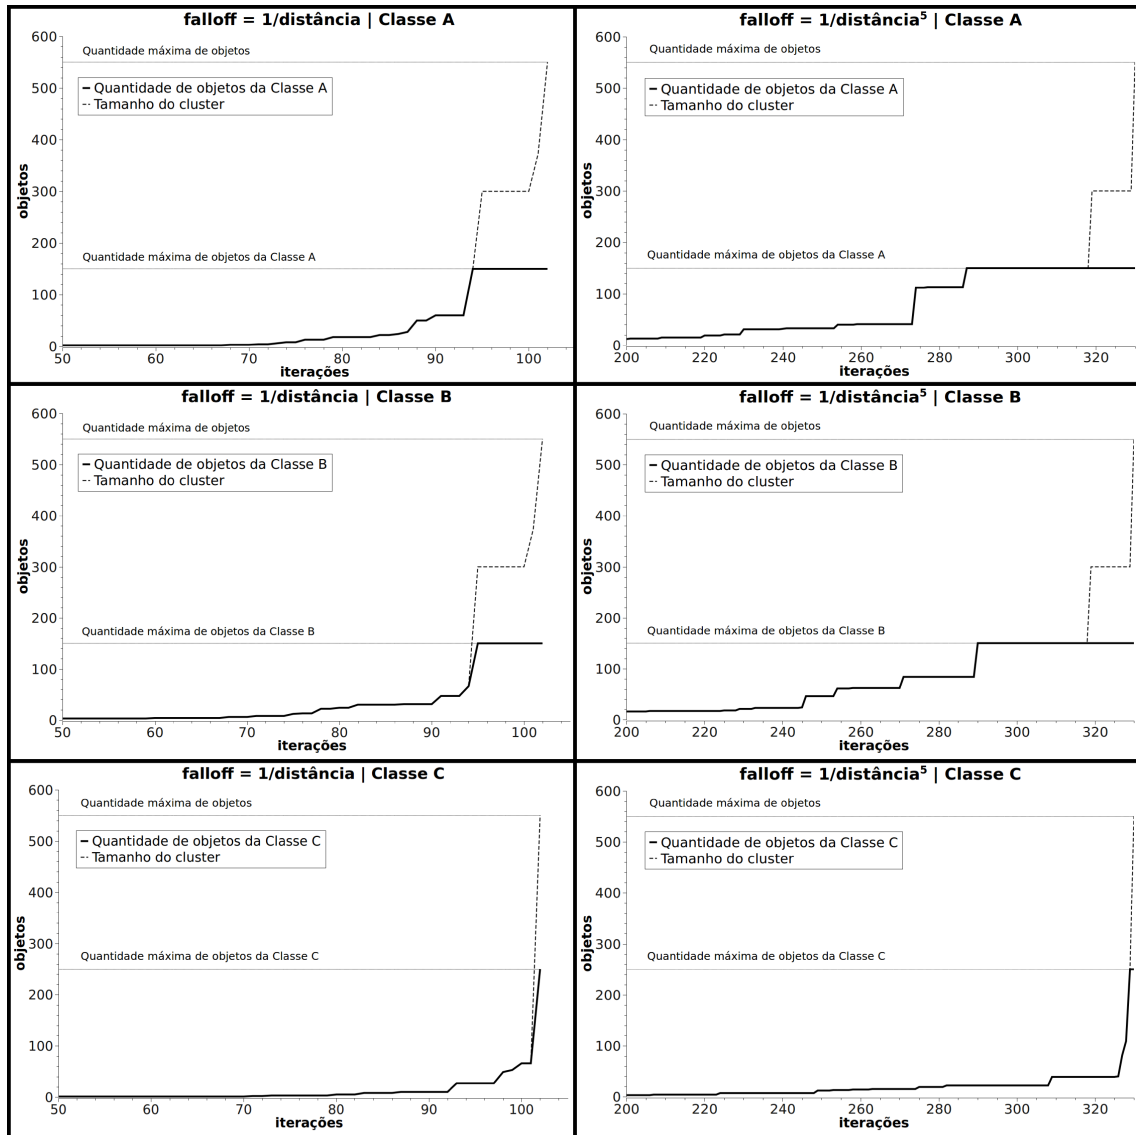 falloff = 1/distância | Classe A
600
500
400
300
200
100
0
objetos
Quantidade máxima de objetos
Quantidade de objetos da Classe A
Tamanho do cluster
Quantidade máxima de objetos da Classe A
50 60 70 80 90 100
iterações
falloff = 1/distância⁵ | Classe A
600
500
400
300
200
100
0
objetos
Quantidade máxima de objetos
Quantidade de objetos da Classe A
Tamanho do cluster
Quantidade máxima de objetos da Classe A
200 220 240 260 280 300 320
iterações
falloff = 1/distância | Classe B
600
500
400
300
200
100
0
objetos
Quantidade máxima de objetos
Quantidade de objetos da Classe B
Tamanho do cluster
Quantidade máxima de objetos da Classe B
50 60 70 80 90 100
iterações
falloff = 1/distância⁵ | Classe B
600
500
400
300
200
100
0
objetos
Quantidade máxima de objetos
Quantidade de objetos da Classe B
Tamanho do cluster
Quantidade máxima de objetos da Classe B
200 220 240 260 280 300 320
iterações
falloff = 1/distância | Classe C
600
500
400
300
200
100
0
objetos
Quantidade máxima de objetos
Quantidade de objetos da Classe C
Tamanho do cluster
Quantidade máxima de objetos da Classe C
50 60 70 80 90 100
iterações
falloff = 1/distância⁵ | Classe C
600
500
400
300
200
100
0
objetos
Quantidade máxima de objetos
Quantidade de objetos da Classe C
Tamanho do cluster
Quantidade máxima de objetos da Classe C
200 220 240 260 280 300 320
iterações